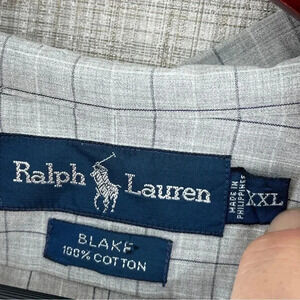 Ralph Lauren
MADE IN
PHILIPPINES
XXL
BLAKE
100% COTTON